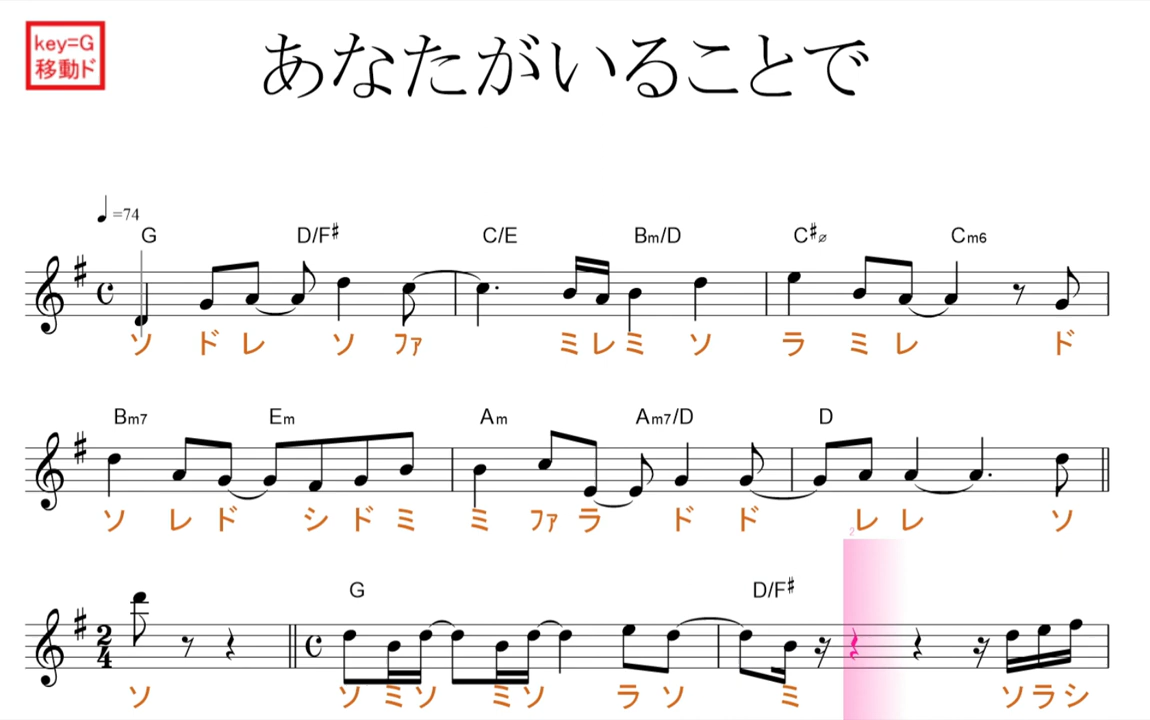 key=G
移動ド
あなたがいることで
=74
G D/F♯ C/E Bm/D C♯ø Cm6
ソ ド レ ソ ファ ミ レ ミ ソ ラ ミ レ ド
Bm7 Em Am Am7/D D
ソ レ ド シ ド ミ ミ ファ ラ ド ド レ レ ソ
2
G D/F♯
2
4
ソ ソ ミ ソ ミ ソ ラ ソ ミ ソ ラ シ